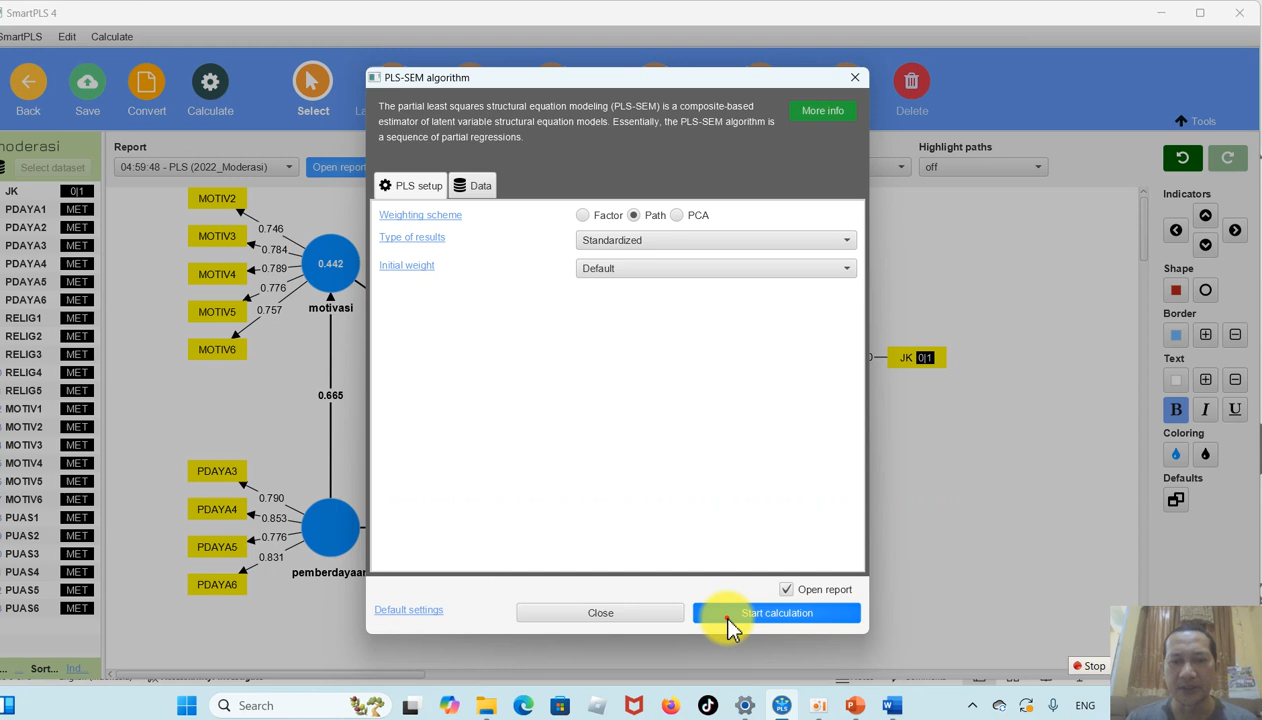 SmartPLS 4
SmartPLS Edit Calculate
Back Save Convert Calculate Select Delete
Tools
PLS-SEM algorithm
The partial least squares structural equation modeling (PLS-SEM) is a composite-based
estimator of latent variable structural equation models. Essentially, the PLS-SEM algorithm is
a sequence of partial regressions.
More info
PLS setup Data
Weighting scheme Factor Path PCA
Type of results Standardized
Initial weight Default
Open report
Default settings Close Start calculation
moderasi
Select dataset
Report
04:59:48 - PLS (2022_Moderasi) Open report
Highlight paths
off
JK 0|1
PDAYA1 MET
PDAYA2 MET
PDAYA3 MET
PDAYA4 MET
PDAYA5 MET
PDAYA6 MET
RELIG1 MET
RELIG2 MET
RELIG3 MET
RELIG4 MET
RELIG5 MET
MOTIV1 MET
MOTIV2 MET
MOTIV3 MET
MOTIV4 MET
MOTIV5 MET
MOTIV6 MET
PUAS1 MET
PUAS2 MET
PUAS3 MET
PUAS4 MET
PUAS5 MET
PUAS6 MET
Sort... Ind...
MOTIV2
0.746
MOTIV3
0.784
MOTIV4
0.789
0.776
MOTIV5
0.757
MOTIV6
0.442
motivasi
0.665
PDAYA3
0.790
PDAYA4
0.853
PDAYA5
0.776
0.831
PDAYA6
pemberdayaan
JK 0|1
Indicators
Shape
Border
Text
B I U
Coloring
Defaults
Stop
Search
ENG